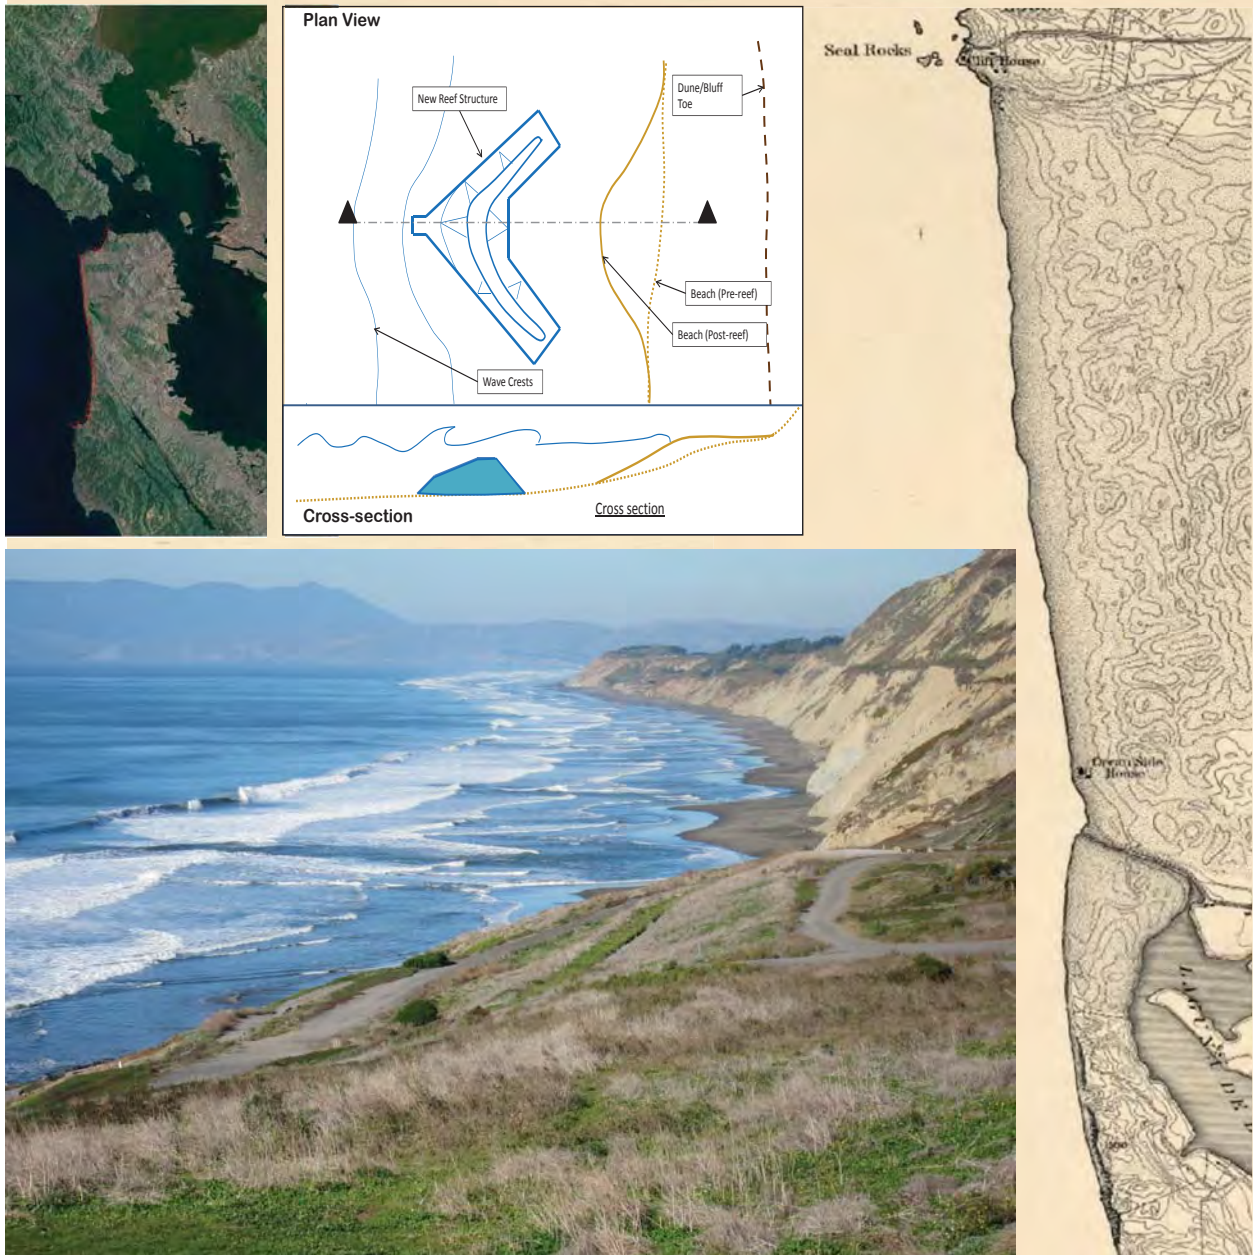 Plan View
New Reef Structure
Dune/Bluff
Toe
Beach (Pre-reef)
Beach (Post-reef)
Wave Crests
Cross-section
Cross section
Seal Rocks
Cliff House
Ocean Side
House